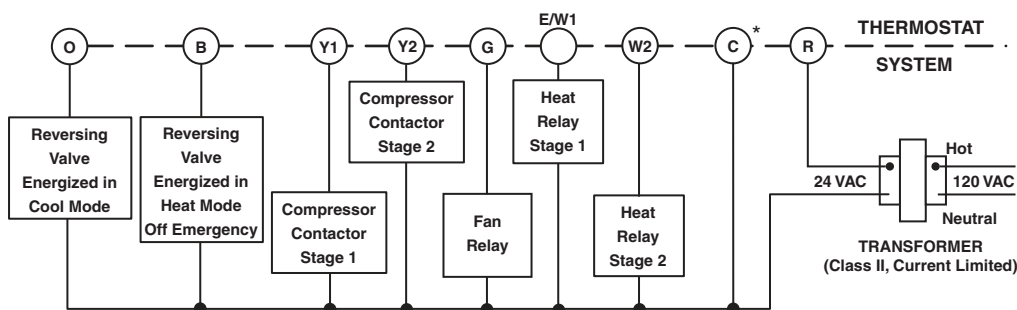 E/W1
O B Y1 Y2 G W2 C * R THERMOSTAT
SYSTEM
Reversing
Valve
Energized in
Cool Mode
Reversing
Valve
Energized in
Heat Mode
Off Emergency
Compressor
Contactor
Stage 1
Compressor
Contactor
Stage 2
Fan
Relay
Heat
Relay
Stage 1
Heat
Relay
Stage 2
Hot
24 VAC 120 VAC
Neutral
TRANSFORMER
(Class II, Current Limited)